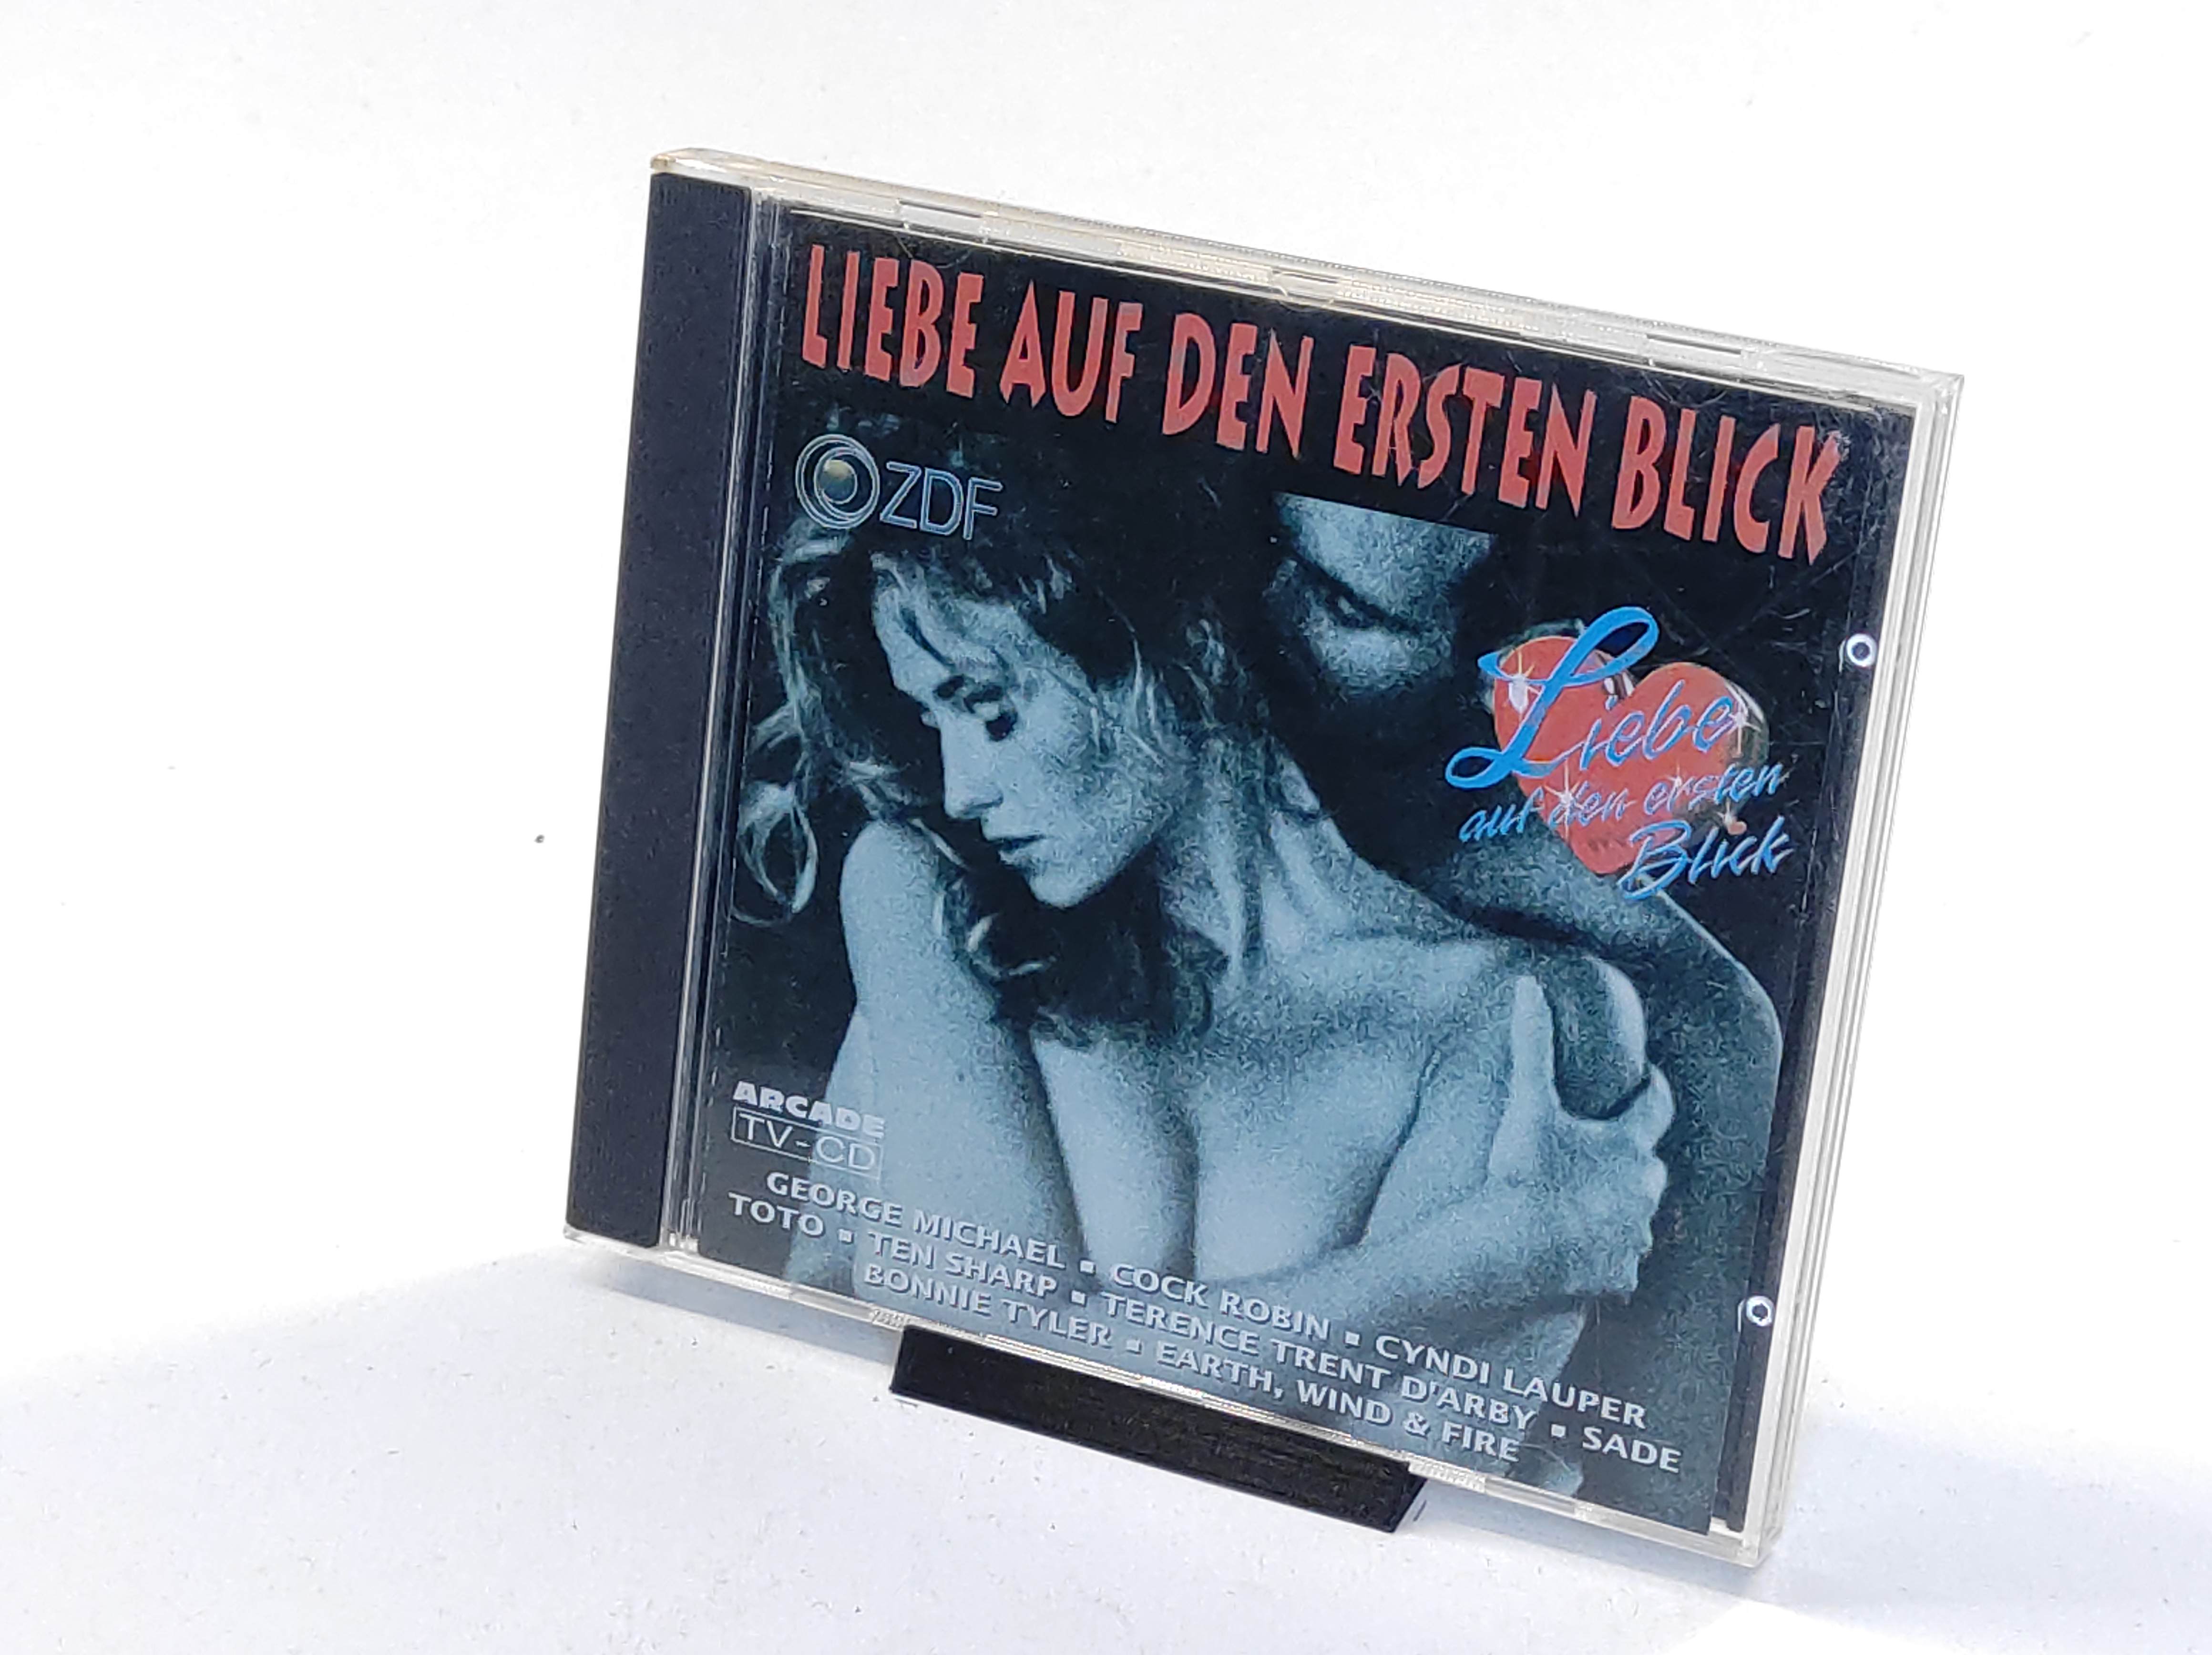 LIEBE AUF DEN ERSTEN BLICK
ZDF
Liebe
auf den ersten
Blick
ARCADE
TV-CD
GEORGE MICHAEL ▪ COCK ROBIN ▪ CYNDI LAUPER
TOTO ▪ TEN SHARP ▪ TERENCE TRENT D'ARBY ▪ SADE
BONNIE TYLER ▪ EARTH, WIND & FIRE